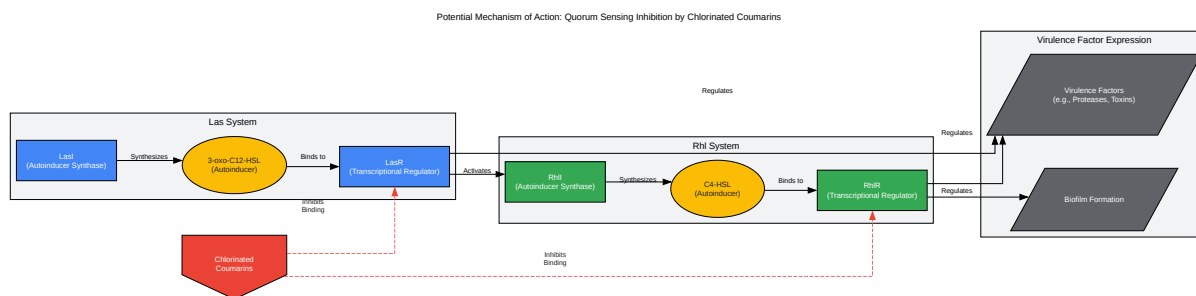 Potential Mechanism of Action: Quorum Sensing Inhibition by Chlorinated Coumarins
Virulence Factor Expression
Virulence Factors
(e.g., Proteases, Toxins)
Regulates
Las System
Rhl System
Regulates
LasI
(Autoinducer Synthase)
Synthesizes
3-oxo-C12-HSL
(Autoinducer)
Binds to
LasR
(Transcriptional Regulator)
Activates
RhlI
(Autoinducer Synthase)
Synthesizes
C4-HSL
(Autoinducer)
Binds to
RhlR
(Transcriptional Regulator)
Regulates
Biofilm Formation
Inhibits
Binding
Chlorinated
Coumarins
Inhibits
Binding